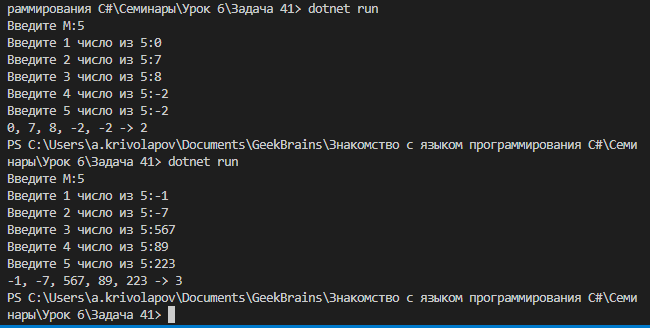 раммирования C#\Семинары\Урок 6\Задача 41> dotnet run
Введите M:5
Введите 1 число из 5:0
Введите 2 число из 5:7
Введите 3 число из 5:8
Введите 4 число из 5:-2
Введите 5 число из 5:-2
0, 7, 8, -2, -2 -> 2
PS C:\Users\a.krivolapov\Documents\GeekBrains\Знакомство с языком программирования C#\Семи
нары\Урок 6\Задача 41> dotnet run
Введите M:5
Введите 1 число из 5:-1
Введите 2 число из 5:-7
Введите 3 число из 5:567
Введите 4 число из 5:89
Введите 5 число из 5:223
-1, -7, 567, 89, 223 -> 3
PS C:\Users\a.krivolapov\Documents\GeekBrains\Знакомство с языком программирования C#\Семи
нары\Урок 6\Задача 41>